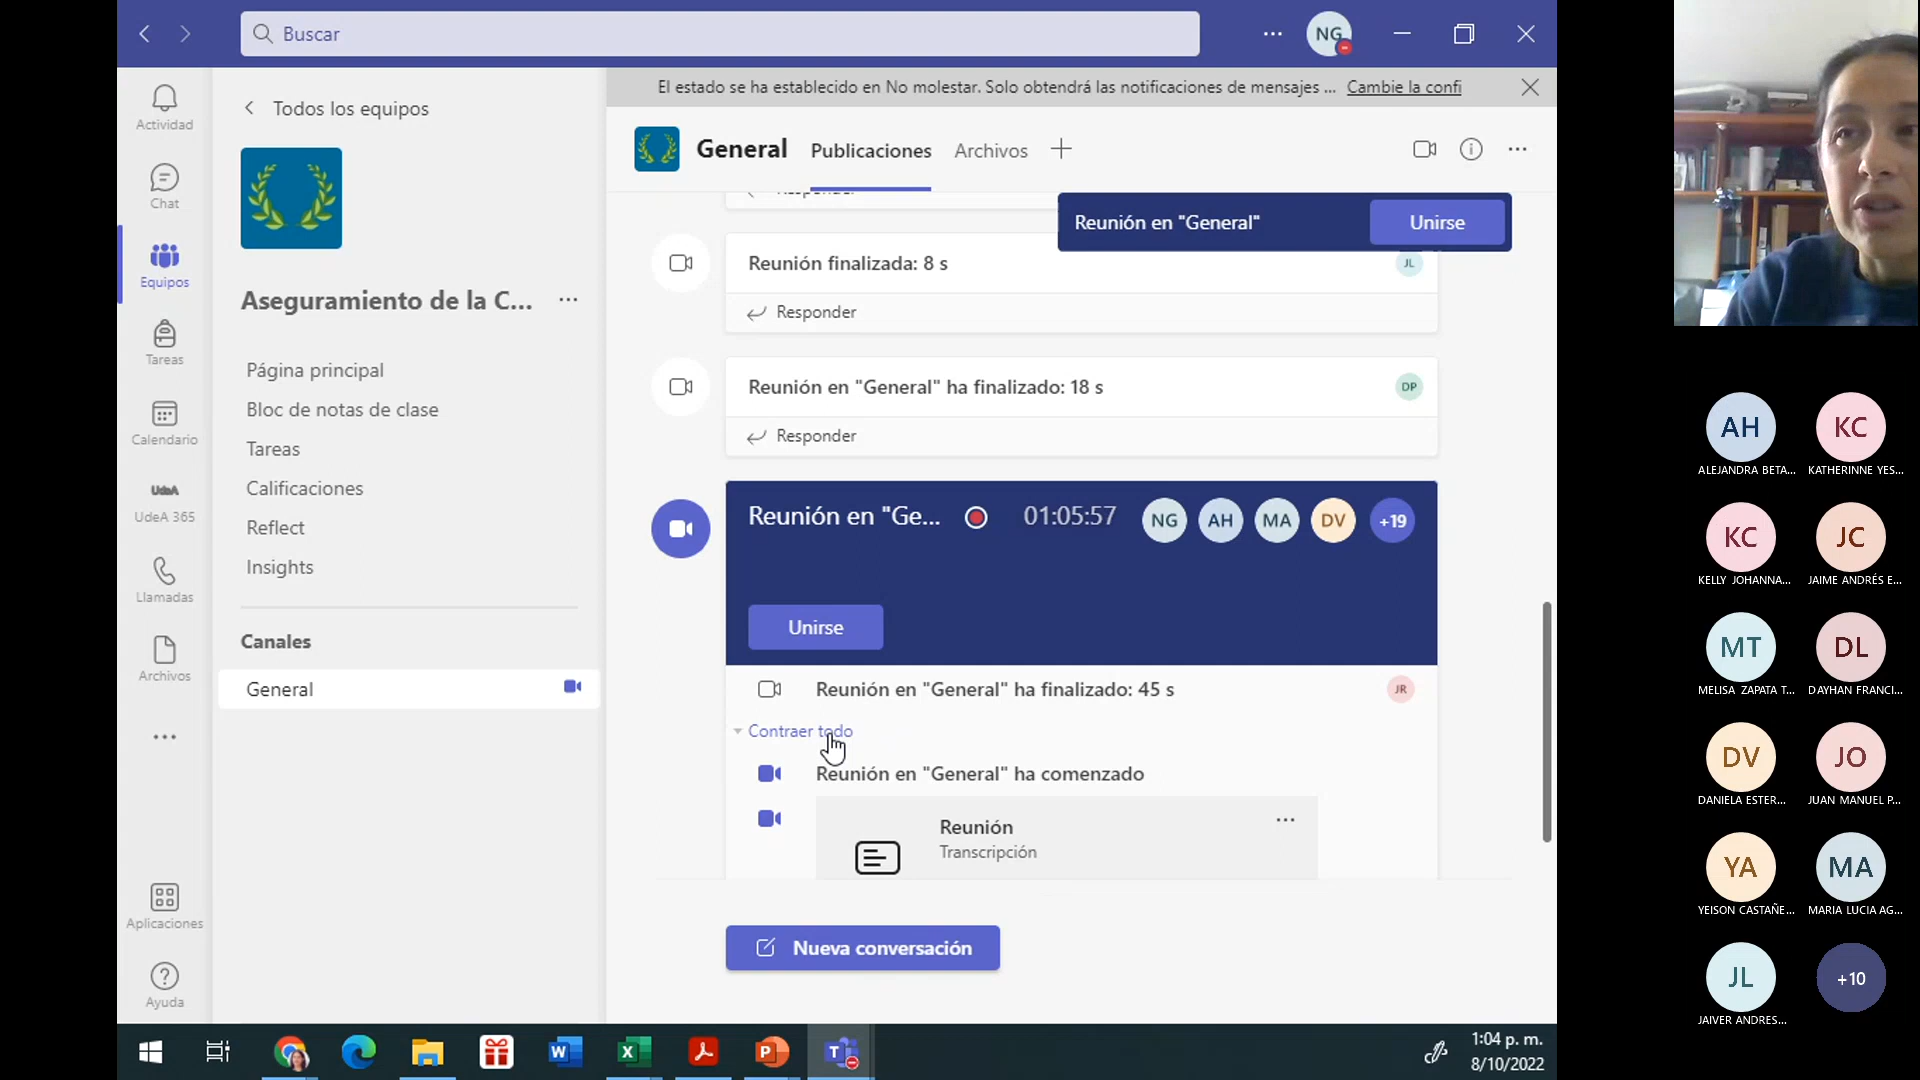 Buscar
NG
Actividad
Chat
Equipos
Tareas
Calendario
UdeA
UdeA 365
Llamadas
Archivos
Aplicaciones
Ayuda
Todos los equipos
Aseguramiento de la C...
Página principal
Bloc de notas de clase
Tareas
Calificaciones
Reflect
Insights
Canales
General
El estado se ha establecido en No molestar. Solo obtendrá las notificaciones de mensajes ... Cambie la confi
General Publicaciones Archivos
Responder
Reunión en "General" Unirse
Reunión finalizada: 8 s JL
Responder
Reunión en "General" ha finalizado: 18 s DP
Responder
Reunión en "Ge... 01:05:57 NG AH MA DV +19
Unirse
Reunión en "General" ha finalizado: 45 s JR
Contraer todo
Reunión en "General" ha comenzado
Reunión
Transcripción
Nueva conversación
1:04 p. m.
8/10/2022
AH KC
ALEJANDRA BETA... KATHERINNE YES...
KC JC
KELLY JOHANNA... JAIME ANDRÉS E...
MT DL
MELISA ZAPATA T... DAYHAN FRANCI...
DV JO
DANIELA ESTER... JUAN MANUEL P...
YA MA
YEISON CASTAÑE... MARIA LUCIA AG...
JL +10
JAIVER ANDRES...